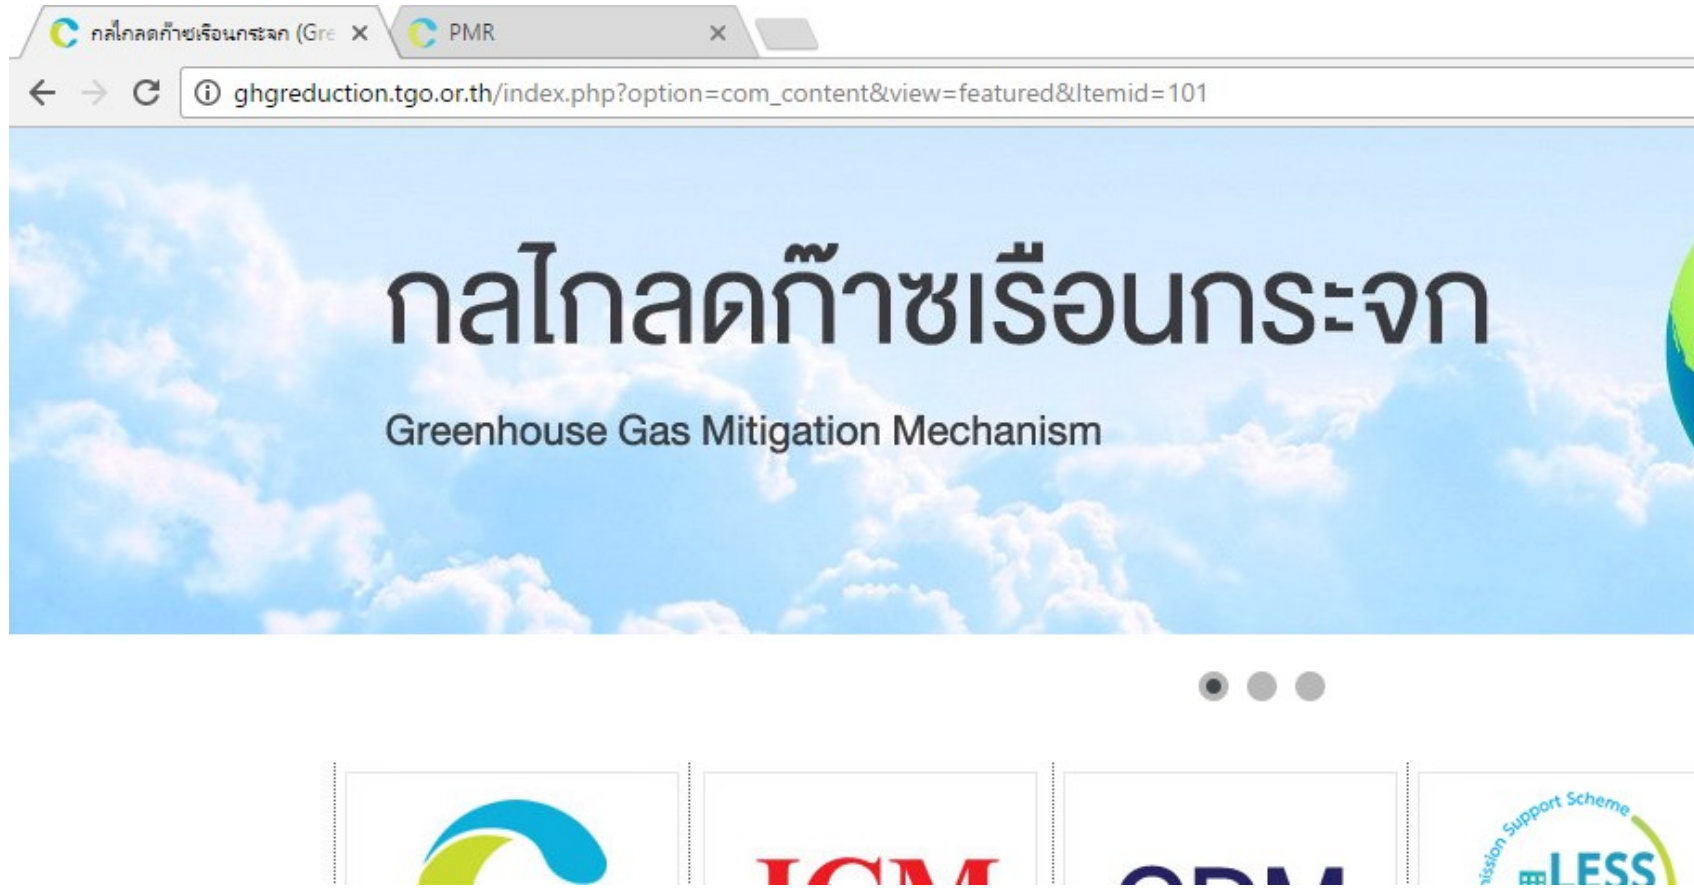 กลไกลดก๊าซเรือนกระจก (Gre
PMR
ghgreduction.tgo.or.th/index.php?option=com_content&view=featured&Itemid=101
กลไกลดก๊าซเรือนกระจก
Greenhouse Gas Mitigation Mechanism
Support Scheme
LESS